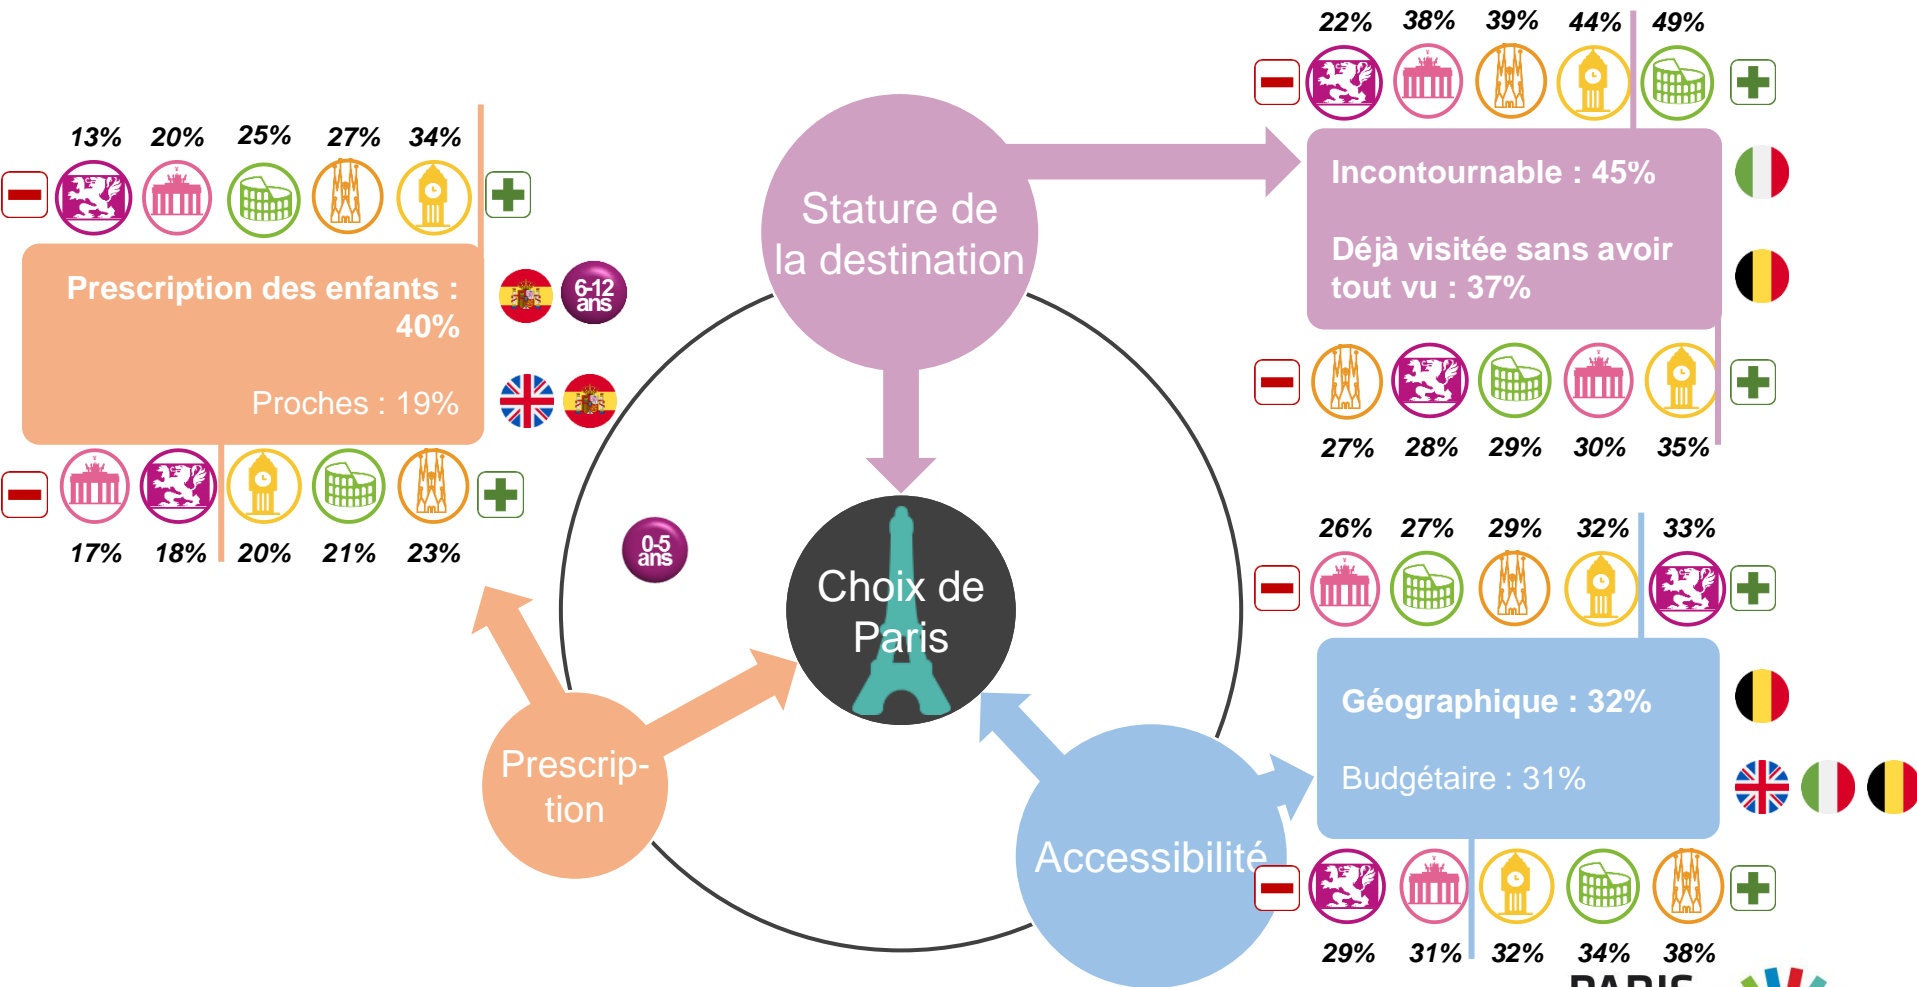 22% 38% 39% 44% 49%
13% 20% 25% 27% 34%
Stature de
la destination
Incontournable : 45%
Déjà visitée sans avoir
tout vu : 37%
Prescription des enfants :
40%
6-12
ans
Proches : 19%
27% 28% 29% 30% 35%
17% 18% 20% 21% 23%
0-5
ans
26% 27% 29% 32% 33%
Choix de
Paris
Géographique : 32%
Budgétaire : 31%
Prescrip-
tion
Accessibilité
29% 31% 32% 34% 38%
PARIS